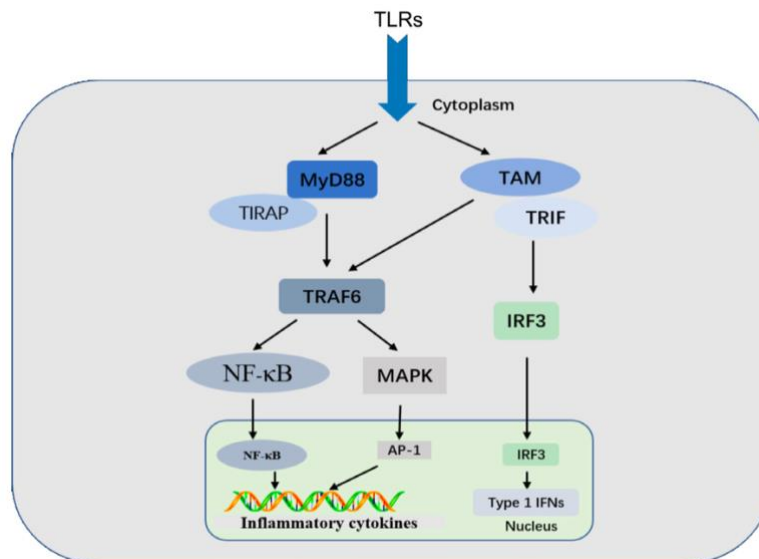 TLRs
Cytoplasm
MyD88
TAM
TIRAP
TRIF
TRAF6
IRF3
NF-κB
MAPK
NF-κB
AP-1
IRF3
Type 1 IFNs
Inflammatory cytokines
Nucleus